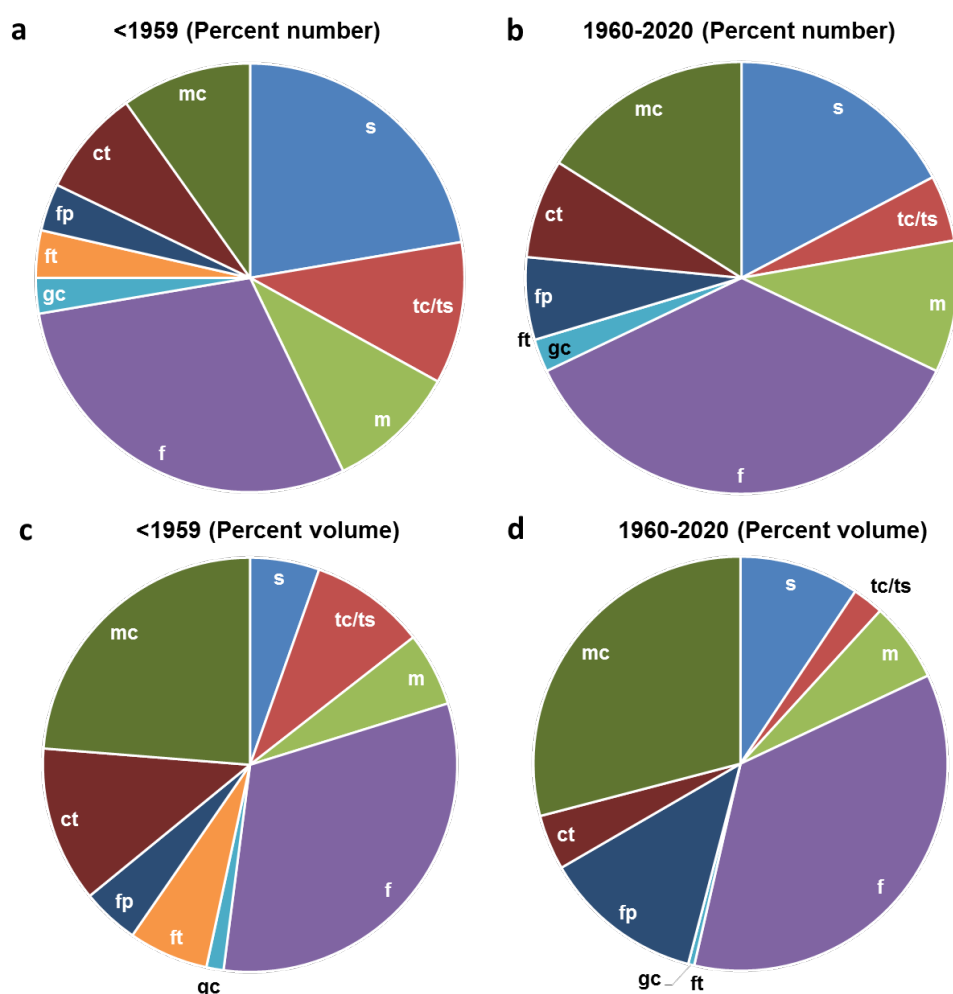 a <1959 (Percent number)
mc
s
ct
fp
ft
gc
tc/ts
m
f
b 1960-2020 (Percent number)
mc
s
tc/ts
ct
fp
m
ft
gc
f
c <1959 (Percent volume)
s
tc/ts
mc
m
ct
f
fp
ft
gc
d 1960-2020 (Percent volume)
s
tc/ts
mc
m
ct
f
fp
gc
ft